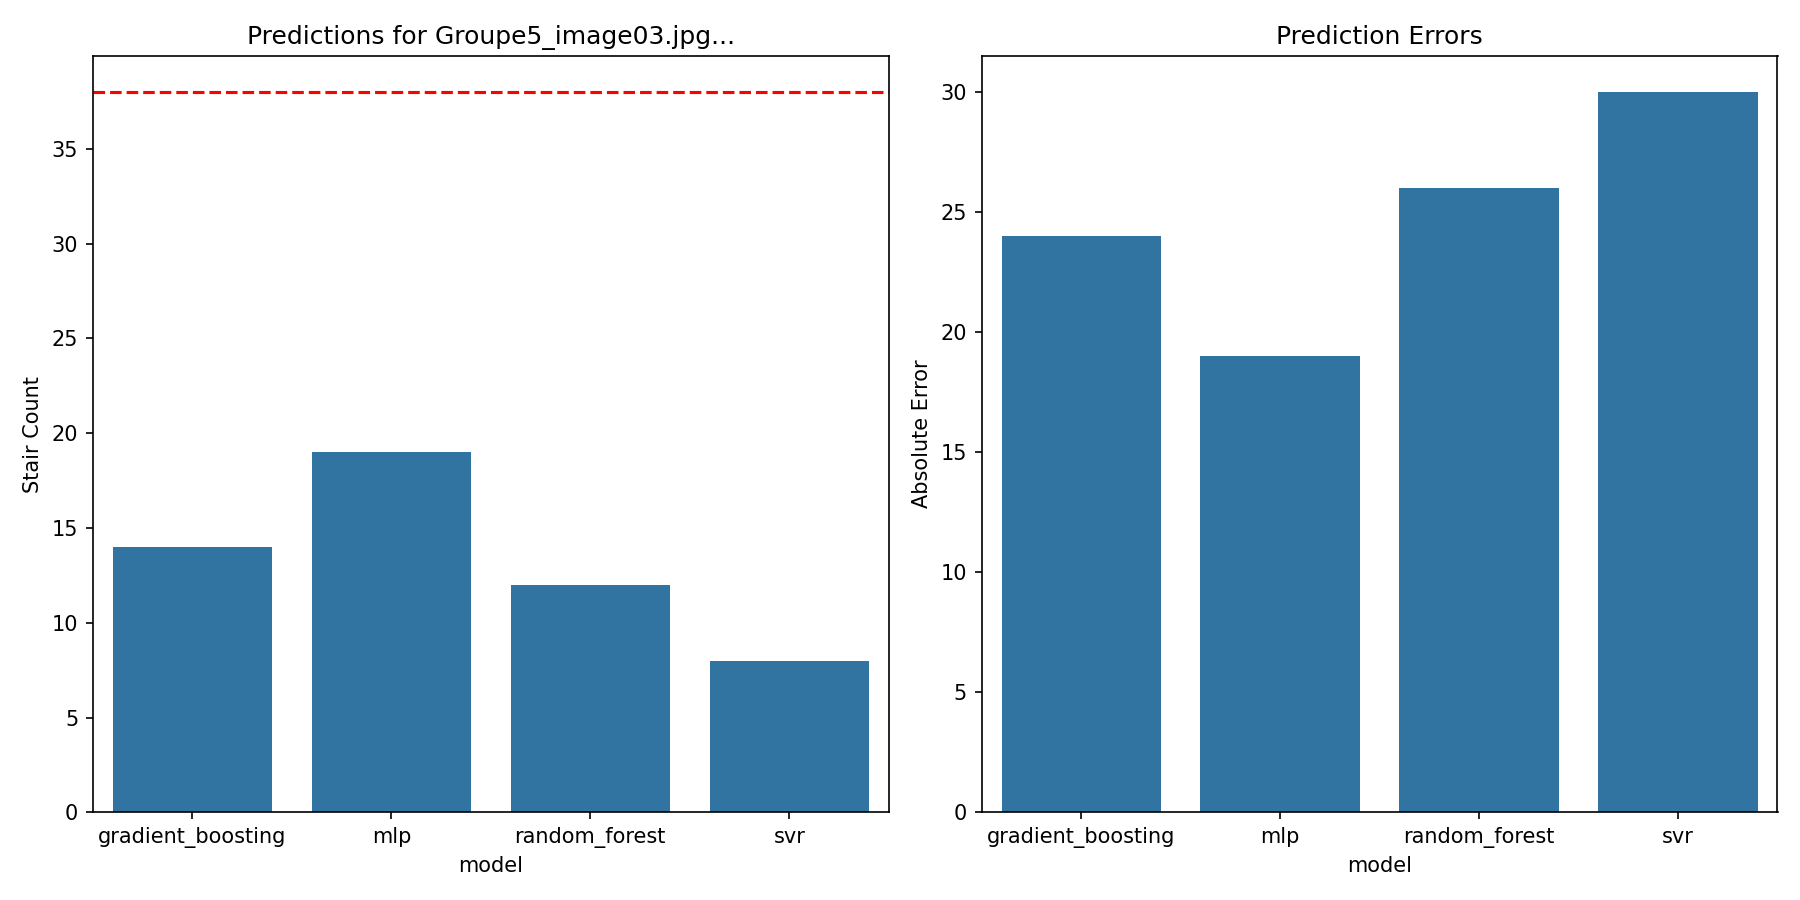 Predictions for Groupe5_image03.jpg...
Stair Count
35
30
25
20
15
10
5
0
gradient_boosting mlp random_forest svr
model
Prediction Errors
Absolute Error
30
25
20
15
10
5
0
gradient_boosting mlp random_forest svr
model